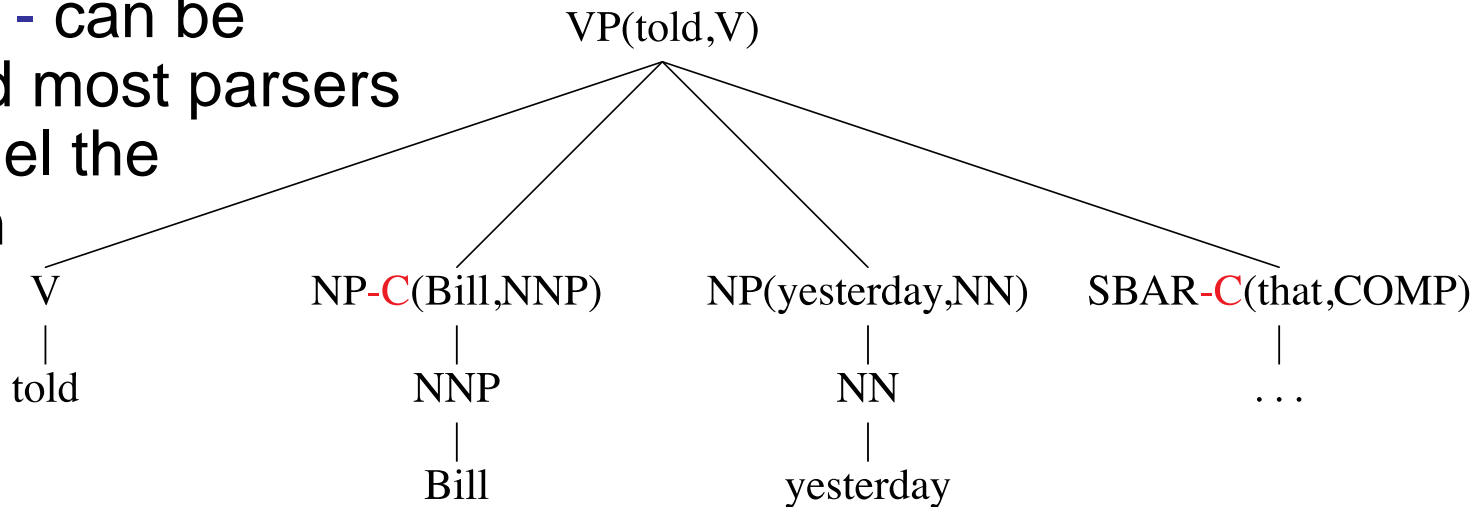 - can be
most parsers
the
VP(told,V)
V NP-C(Bill,NNP) NP(yesterday,NN) SBAR-C(that,COMP)
told NNP NN . . .
Bill yesterday